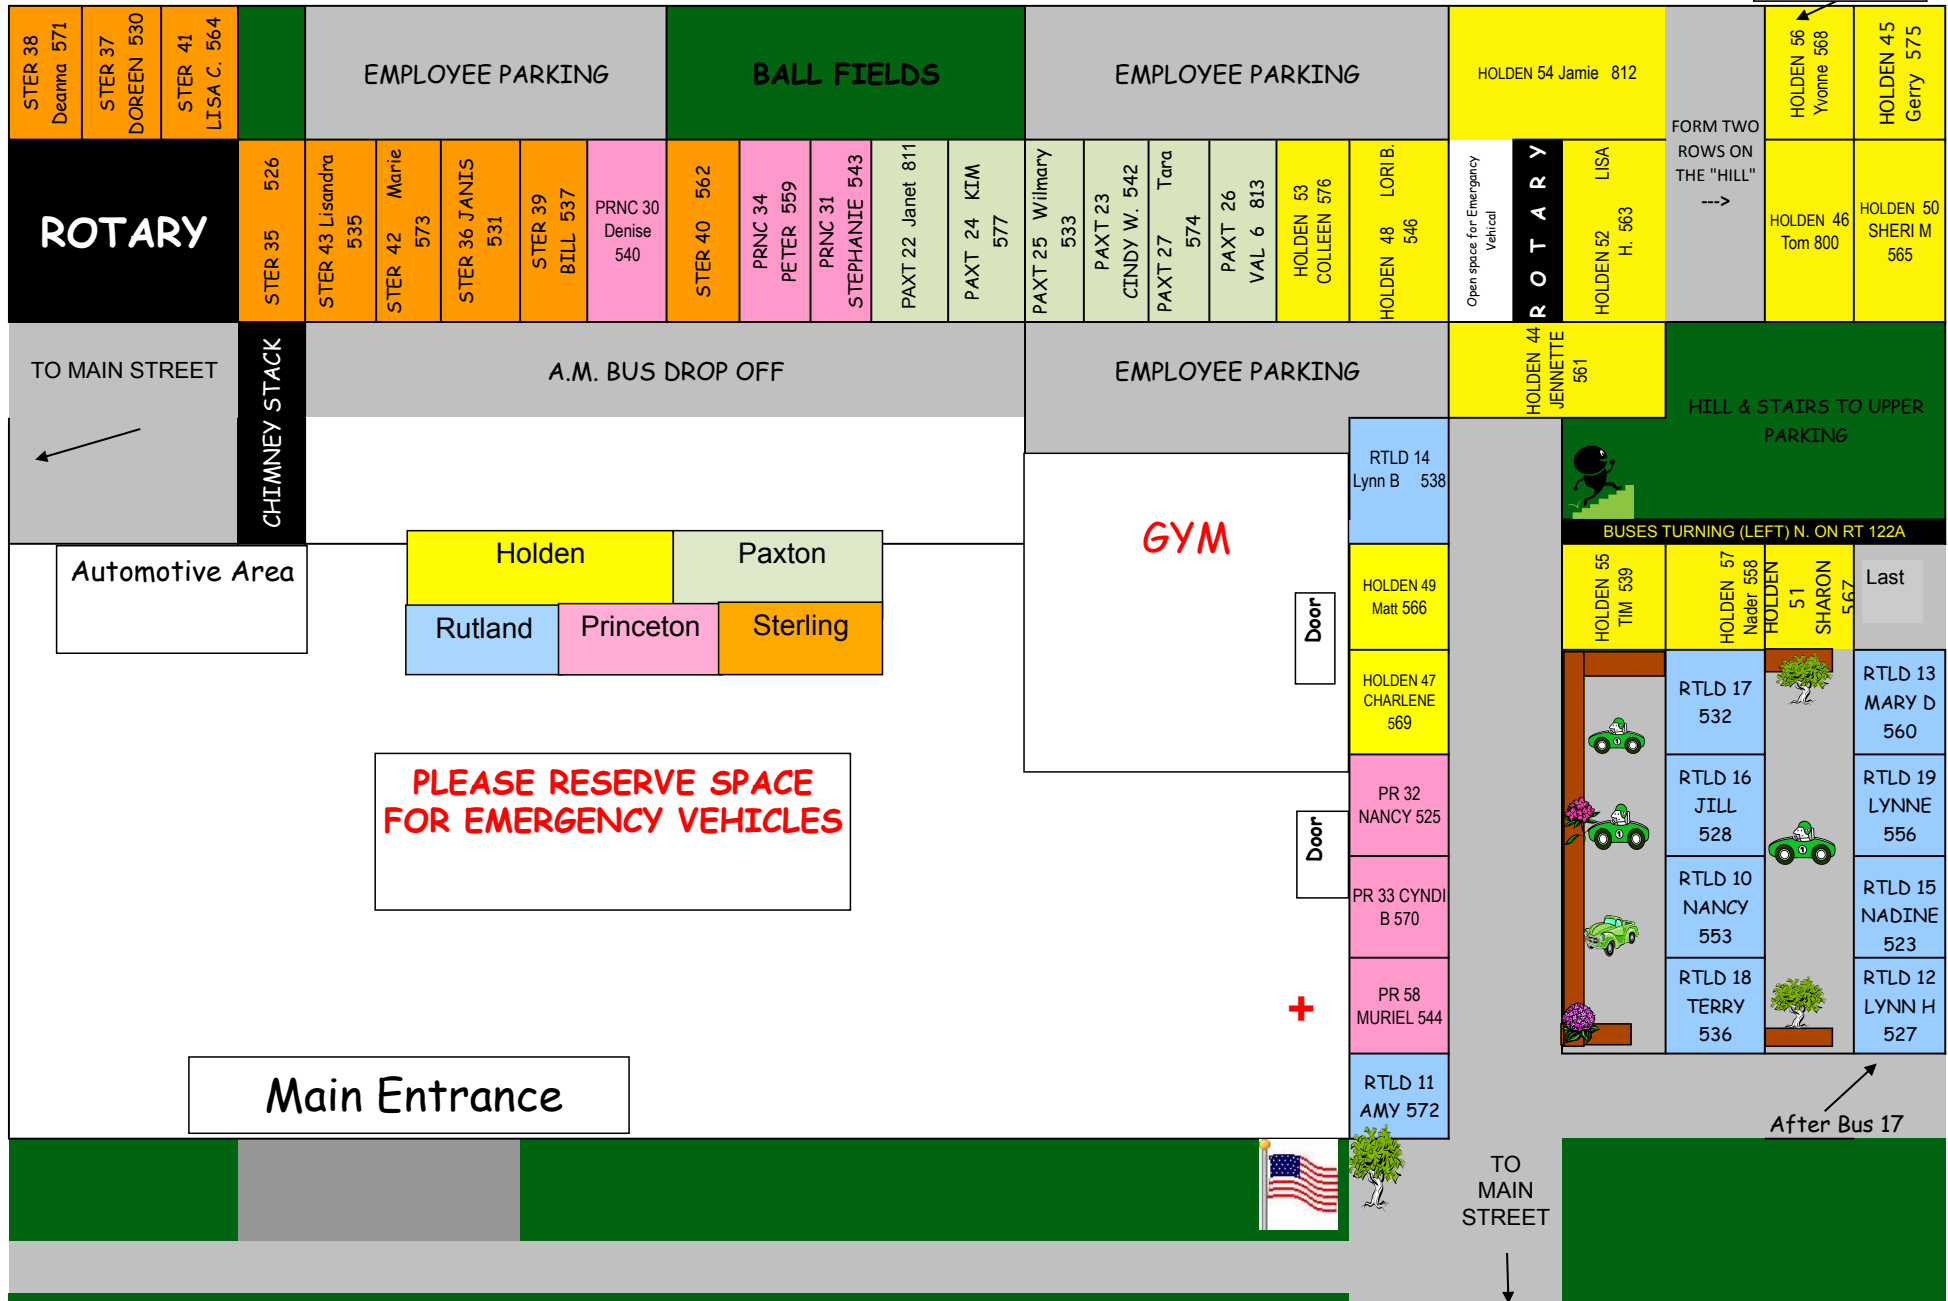 STER 38
Deanna 571
STER 37
DOREEN 530
STER 41
LISA C. 564
EMPLOYEE PARKING
BALL FIELDS
EMPLOYEE PARKING
HOLDEN 54 Jamie 812
FORM TWO
ROWS ON
THE "HILL"
--->
HOLDEN 56
Yvonne 568
HOLDEN 45
Gerry 575
ROTARY
STER 35 526
STER 43 Lisandra
535
STER 42 Marie
573
STER 36 JANIS
531
STER 39
BILL 537
PRNC 30
Denise
540
STER 40 562
PRNC 34
PETER 559
PRNC 31
STEPHANIE 543
PAXT 22 Janet 811
PAXT 24 KIM
577
PAXT 25 Wilmary
533
PAXT 23
CINDY W. 542
PAXT 27 Tara
574
PAXT 26
VAL 6 813
HOLDEN 53
COLLEEN 576
HOLDEN 48 LORI B.
546
Open space for Emergancy
Vehical
ROTARY
HOLDEN 52 LISA
H. 563
HOLDEN 46
Tom 800
HOLDEN 50
SHERI M
565
TO MAIN STREET
CHIMNEY STACK
A.M. BUS DROP OFF
EMPLOYEE PARKING
HOLDEN 44
JENNETTE
561
HILL & STAIRS TO UPPER
PARKING
RTLD 14
Lynn B 538
GYM
BUSES TURNING (LEFT) N. ON RT 122A
Automotive Area
Holden
Paxton
Rutland
Princeton
Sterling
Door
HOLDEN 49
Matt 566
HOLDEN 55
TIM 539
HOLDEN 57
Nader 558
HOLDEN
51
SHARON
567
Last
HOLDEN 47
CHARLENE
569
RTLD 17
532
RTLD 13
MARY D
560
PLEASE RESERVE SPACE
FOR EMERGENCY VEHICLES
Door
PR 32
NANCY 525
RTLD 16
JILL
528
RTLD 19
LYNNE
556
PR 33 CYNDI
B 570
RTLD 10
NANCY
553
RTLD 15
NADINE
523
PR 58
MURIEL 544
RTLD 18
TERRY
536
RTLD 12
LYNN H
527
Main Entrance
RTLD 11
AMY 572
After Bus 17
TO
MAIN
STREET